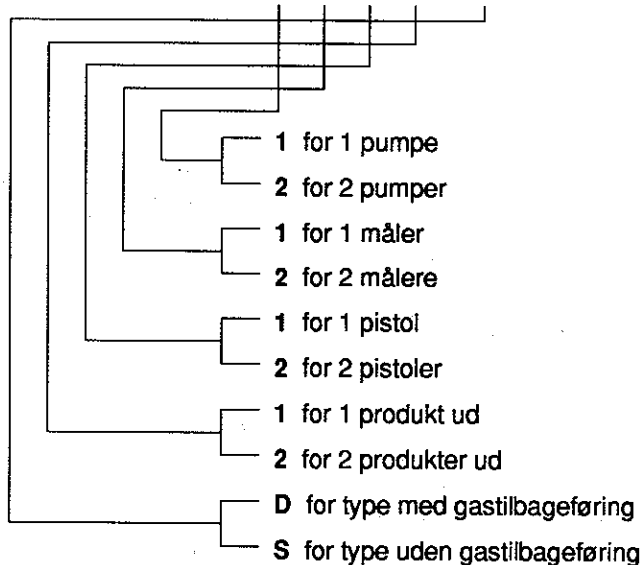 1 for 1 pumpe
2 for 2 pumper
1 for 1 måler
2 for 2 målere
1 for 1 pistol
2 for 2 pistoler
1 for 1 produkt ud
2 for 2 produkter ud
D for type med gastilbageføring
S for type uden gastilbageføring